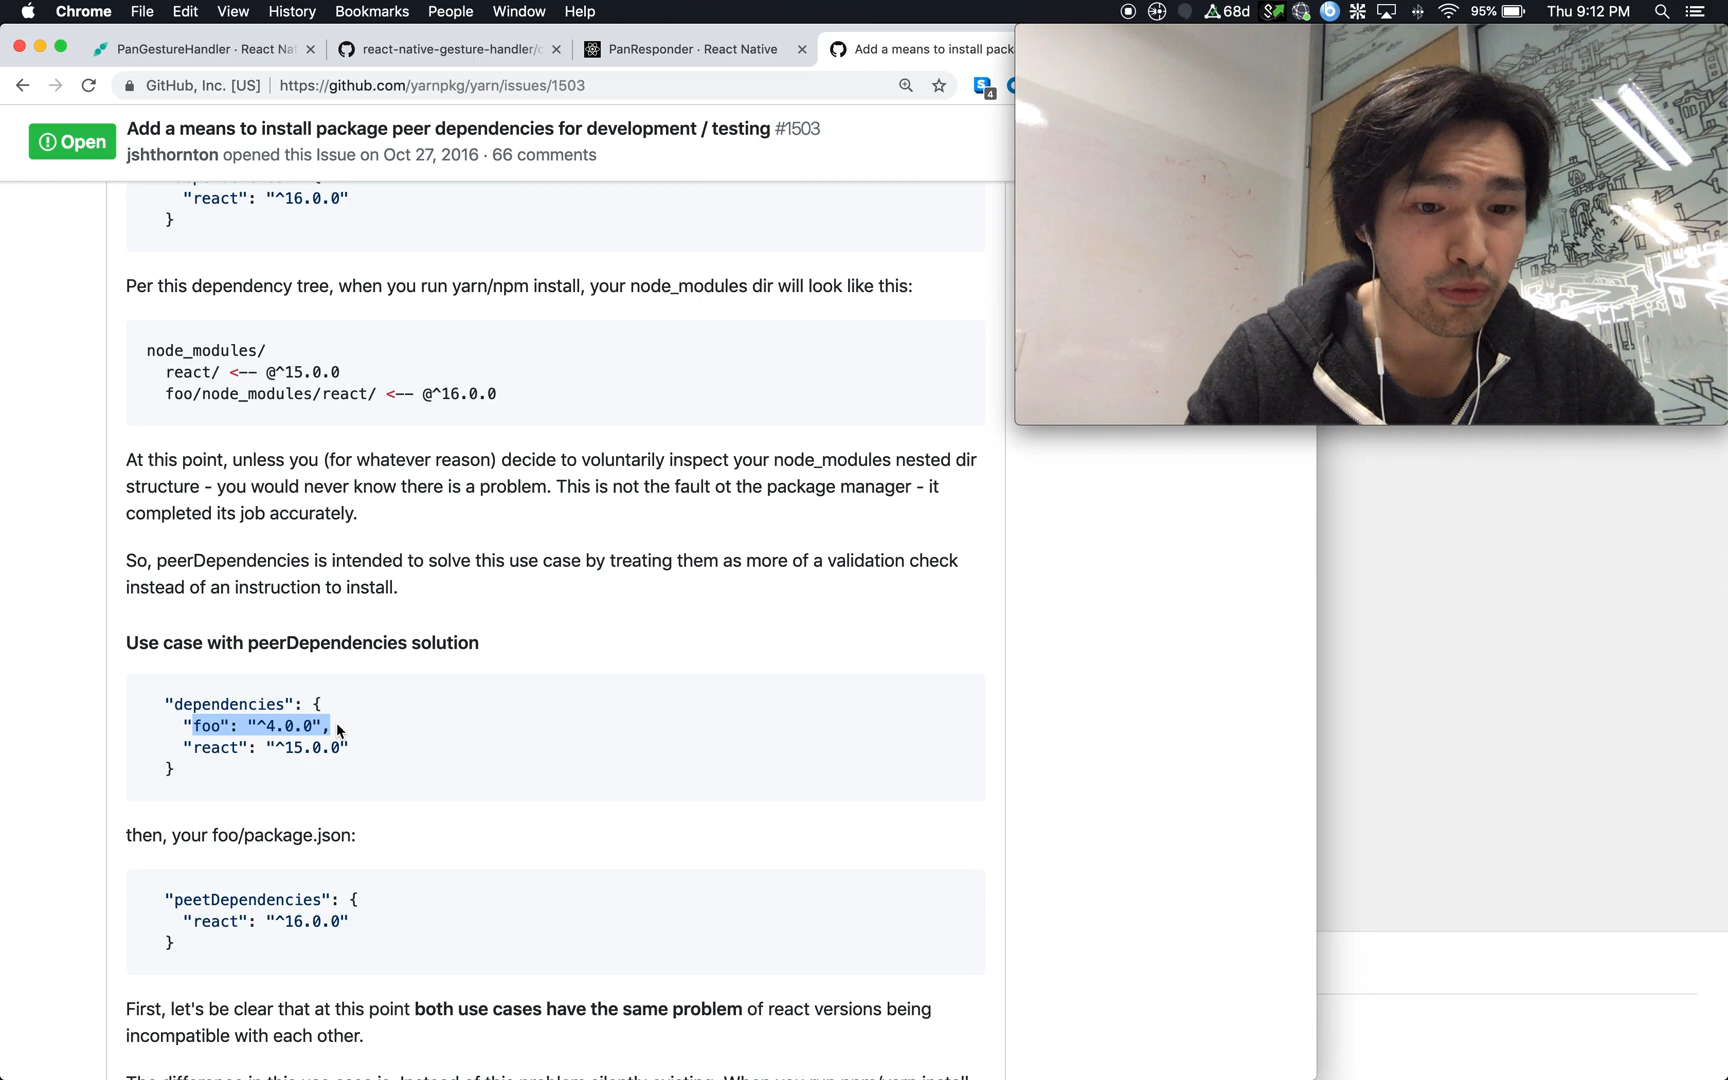 Chrome File Edit View History Bookmarks People Window Help
68d 95% Thu 9:12 PM
PanGestureHandler · React Nat
react-native-gesture-handler/
PanResponder · React Native
Add a means to install pack
GitHub, Inc. [US] https://github.com/yarnpkg/yarn/issues/1503
4
Open
Add a means to install package peer dependencies for development / testing #1503
jshthornton opened this Issue on Oct 27, 2016 · 66 comments
"react": "^16.0.0"
}
Per this dependency tree, when you run yarn/npm install, your node_modules dir will look like this:
node_modules/
react/ <-- @^15.0.0
foo/node_modules/react/ <-- @^16.0.0
At this point, unless you (for whatever reason) decide to voluntarily inspect your node_modules nested dir
structure - you would never know there is a problem. This is not the fault ot the package manager - it
completed its job accurately.
So, peerDependencies is intended to solve this use case by treating them as more of a validation check
instead of an instruction to install.
Use case with peerDependencies solution
"dependencies": {
"foo": "^4.0.0",
"react": "^15.0.0"
}
then, your foo/package.json:
"peetDependencies": {
"react": "^16.0.0"
}
First, let's be clear that at this point both use cases have the same problem of react versions being
incompatible with each other.